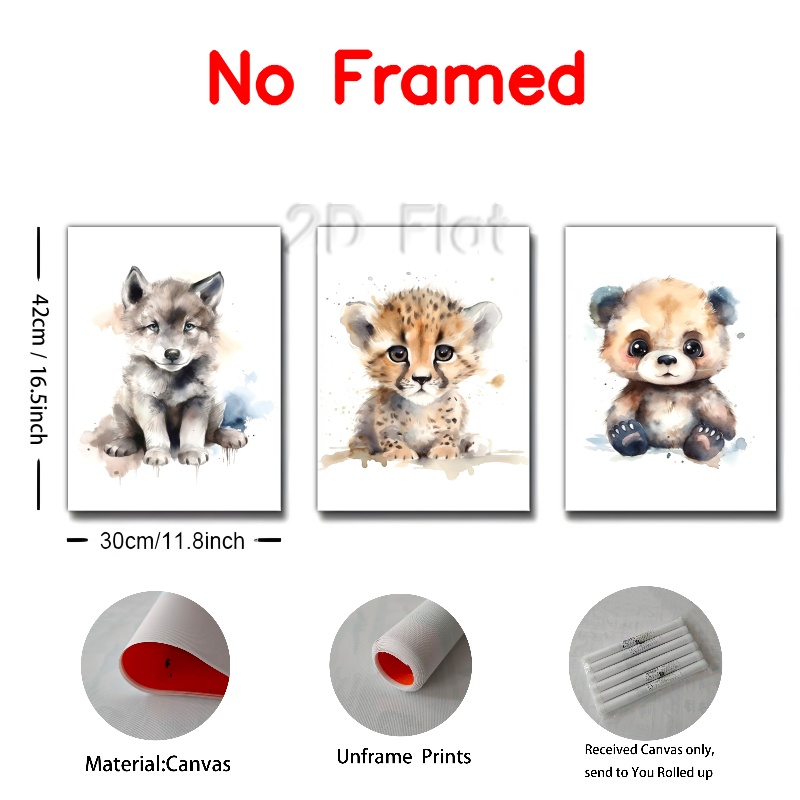 No Framed
2D Flat
42cm / 16.5inch
30cm/11.8inch
Material:Canvas
Unframe Prints
Received Canvas only,
send to You Rolled up